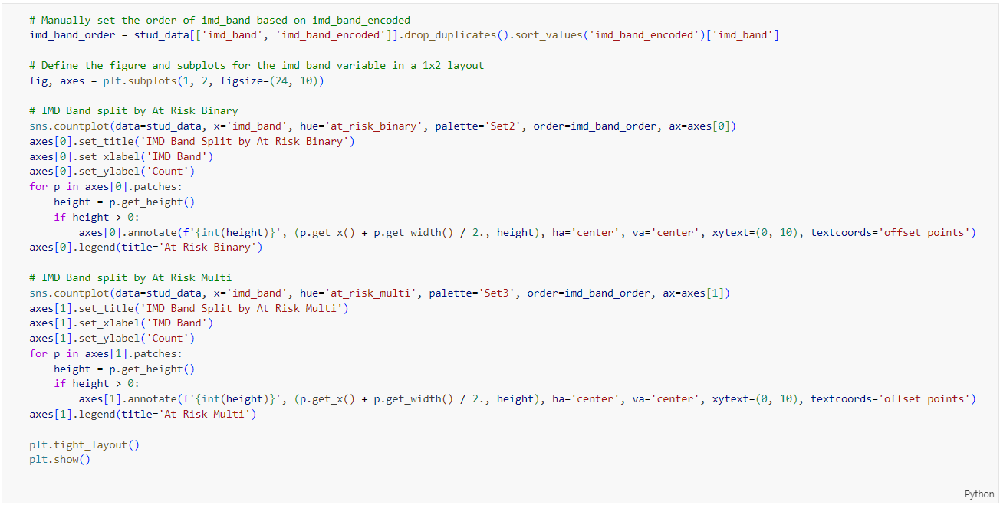 # Manually set the order of imd_band based on imd_band_encoded
imd_band_order = stud_data[['imd_band', 'imd_band_encoded']].drop_duplicates().sort_values('imd_band_encoded')['imd_band']

# Define the figure and subplots for the imd_band variable in a 1x2 layout
fig, axes = plt.subplots(1, 2, figsize=(24, 10))

# IMD Band split by At Risk Binary
sns.countplot(data=stud_data, x='imd_band', hue='at_risk_binary', palette='Set2', order=imd_band_order, ax=axes[0])
axes[0].set_title('IMD Band Split by At Risk Binary')
axes[0].set_xlabel('IMD Band')
axes[0].set_ylabel('Count')
for p in axes[0].patches:
    height = p.get_height()
    if height > 0:
        axes[0].annotate(f'{int(height)}', (p.get_x() + p.get_width() / 2., height), ha='center', va='center', xytext=(0, 10), textcoords='offset points')
axes[0].legend(title='At Risk Binary')

# IMD Band split by At Risk Multi
sns.countplot(data=stud_data, x='imd_band', hue='at_risk_multi', palette='Set3', order=imd_band_order, ax=axes[1])
axes[1].set_title('IMD Band Split by At Risk Multi')
axes[1].set_xlabel('IMD Band')
axes[1].set_ylabel('Count')
for p in axes[1].patches:
    height = p.get_height()
    if height > 0:
        axes[1].annotate(f'{int(height)}', (p.get_x() + p.get_width() / 2., height), ha='center', va='center', xytext=(0, 10), textcoords='offset points')
axes[1].legend(title='At Risk Multi')

plt.tight_layout()
plt.show()
Python